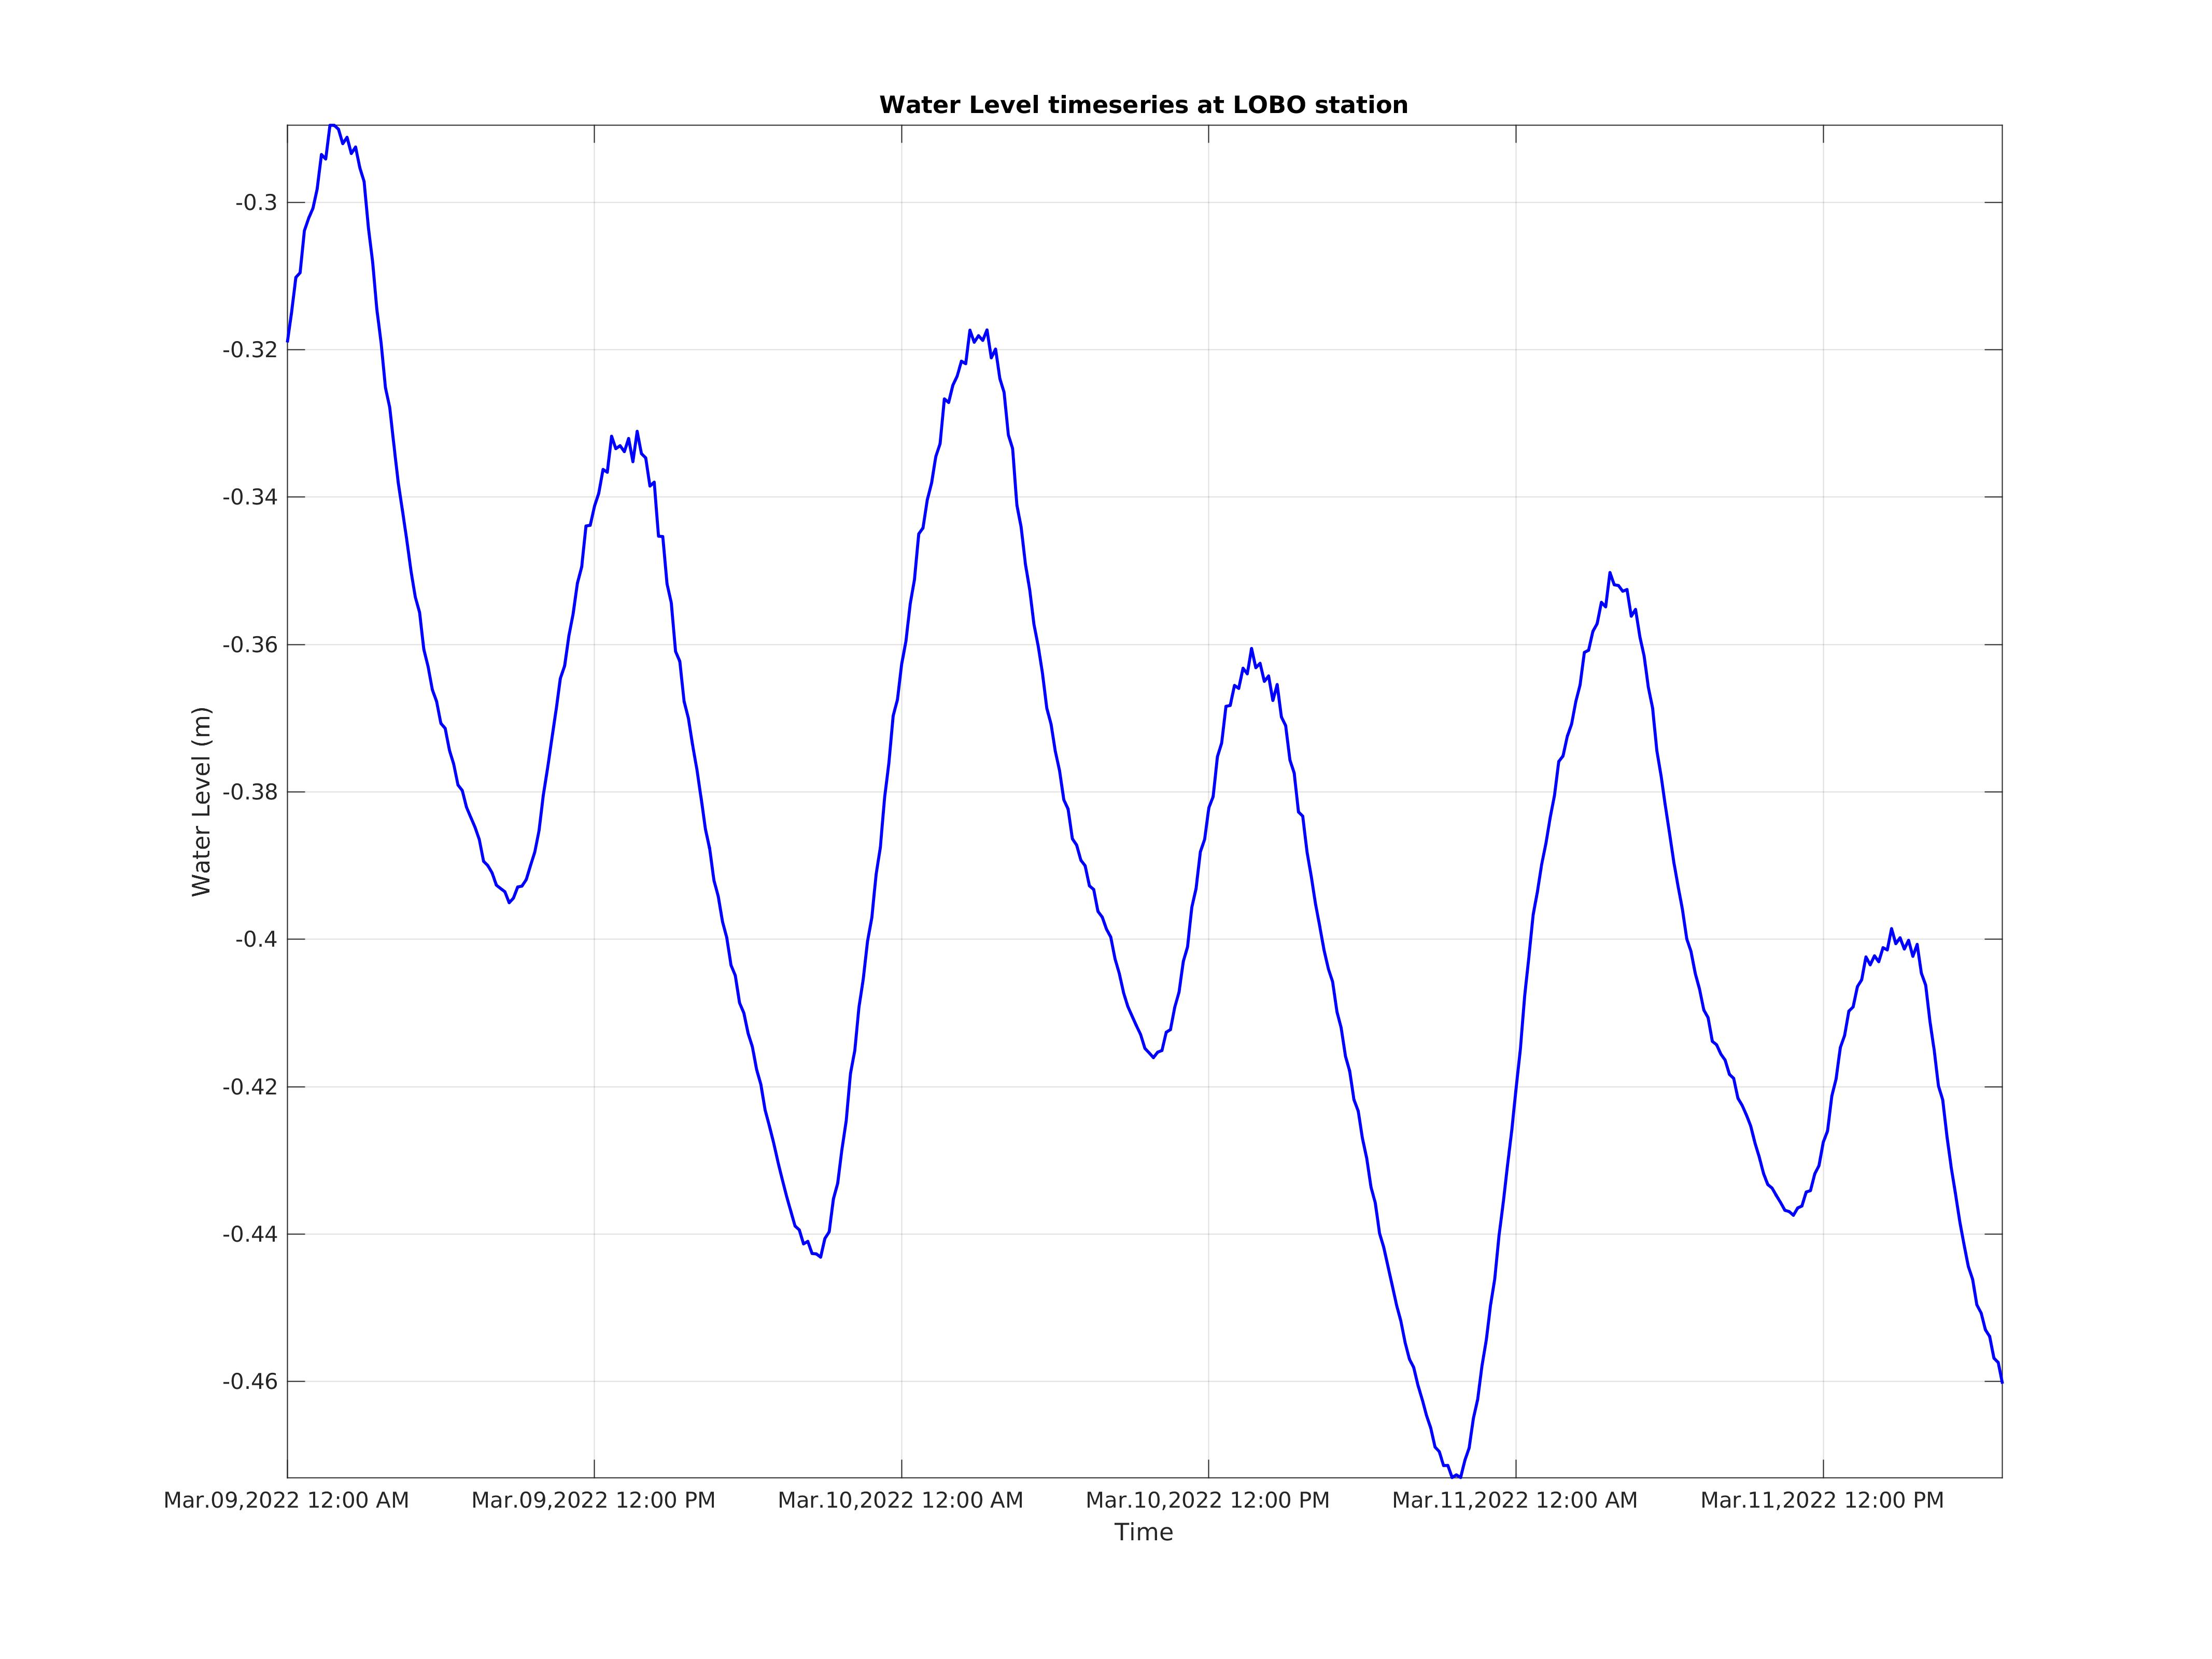 Water Level timeseries at LOBO station
-0.3
-0.32
-0.34
-0.36
-0.38
-0.4
-0.42
-0.44
-0.46
Water Level (m)
Mar.09,2022 12:00 AM
Mar.09,2022 12:00 PM
Mar.10,2022 12:00 AM
Mar.10,2022 12:00 PM
Mar.11,2022 12:00 AM
Mar.11,2022 12:00 PM
Time